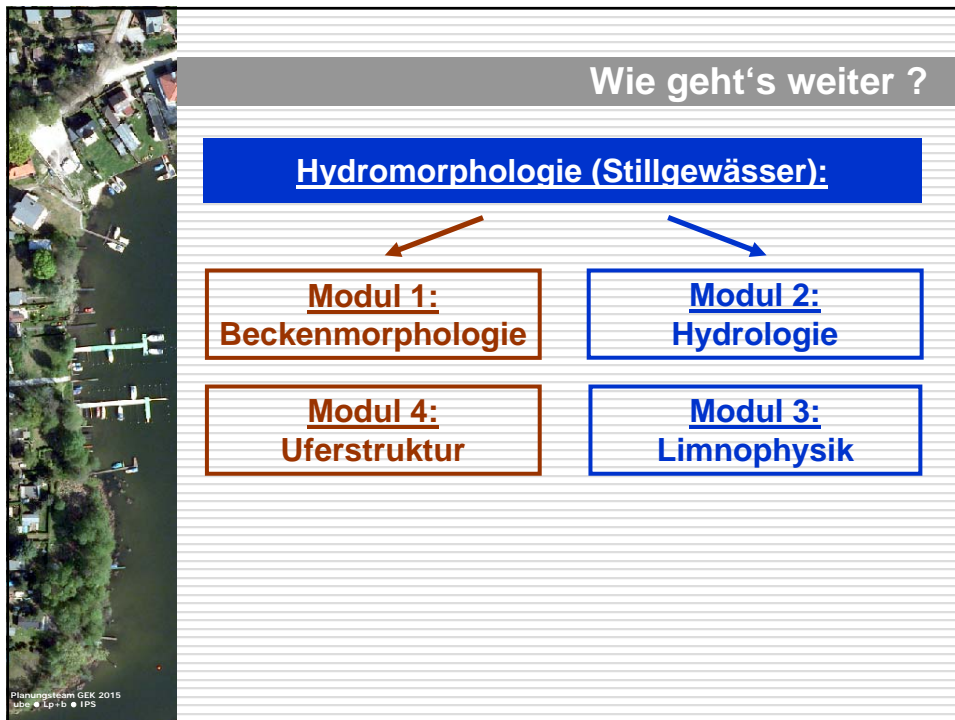 Wie geht's weiter ?
Hydromorphologie (Stillgewässer):
Modul 1:
Beckenmorphologie
Modul 2:
Hydrologie
Modul 4:
Uferstruktur
Modul 3:
Limnophysik
Planungsteam GEK 2015
ube ● Lp+b ● IPS